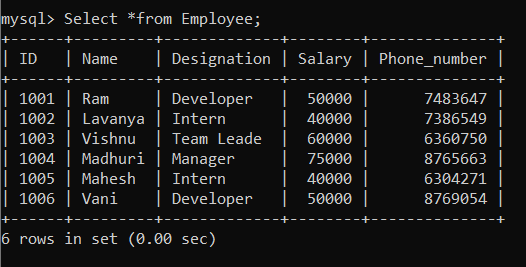 mysql> Select *from Employee;
+------+---------+-------------+--------+--------------+
| ID   | Name    | Designation | Salary | Phone_number |
+------+---------+-------------+--------+--------------+
| 1001 | Ram     | Developer   |  50000 |      7483647 |
| 1002 | Lavanya | Intern      |  40000 |      7386549 |
| 1003 | Vishnu  | Team Leade  |  60000 |      6360750 |
| 1004 | Madhuri | Manager     |  75000 |      8765663 |
| 1005 | Mahesh  | Intern      |  40000 |      6304271 |
| 1006 | Vani    | Developer   |  50000 |      8769054 |
+------+---------+-------------+--------+--------------+
6 rows in set (0.00 sec)